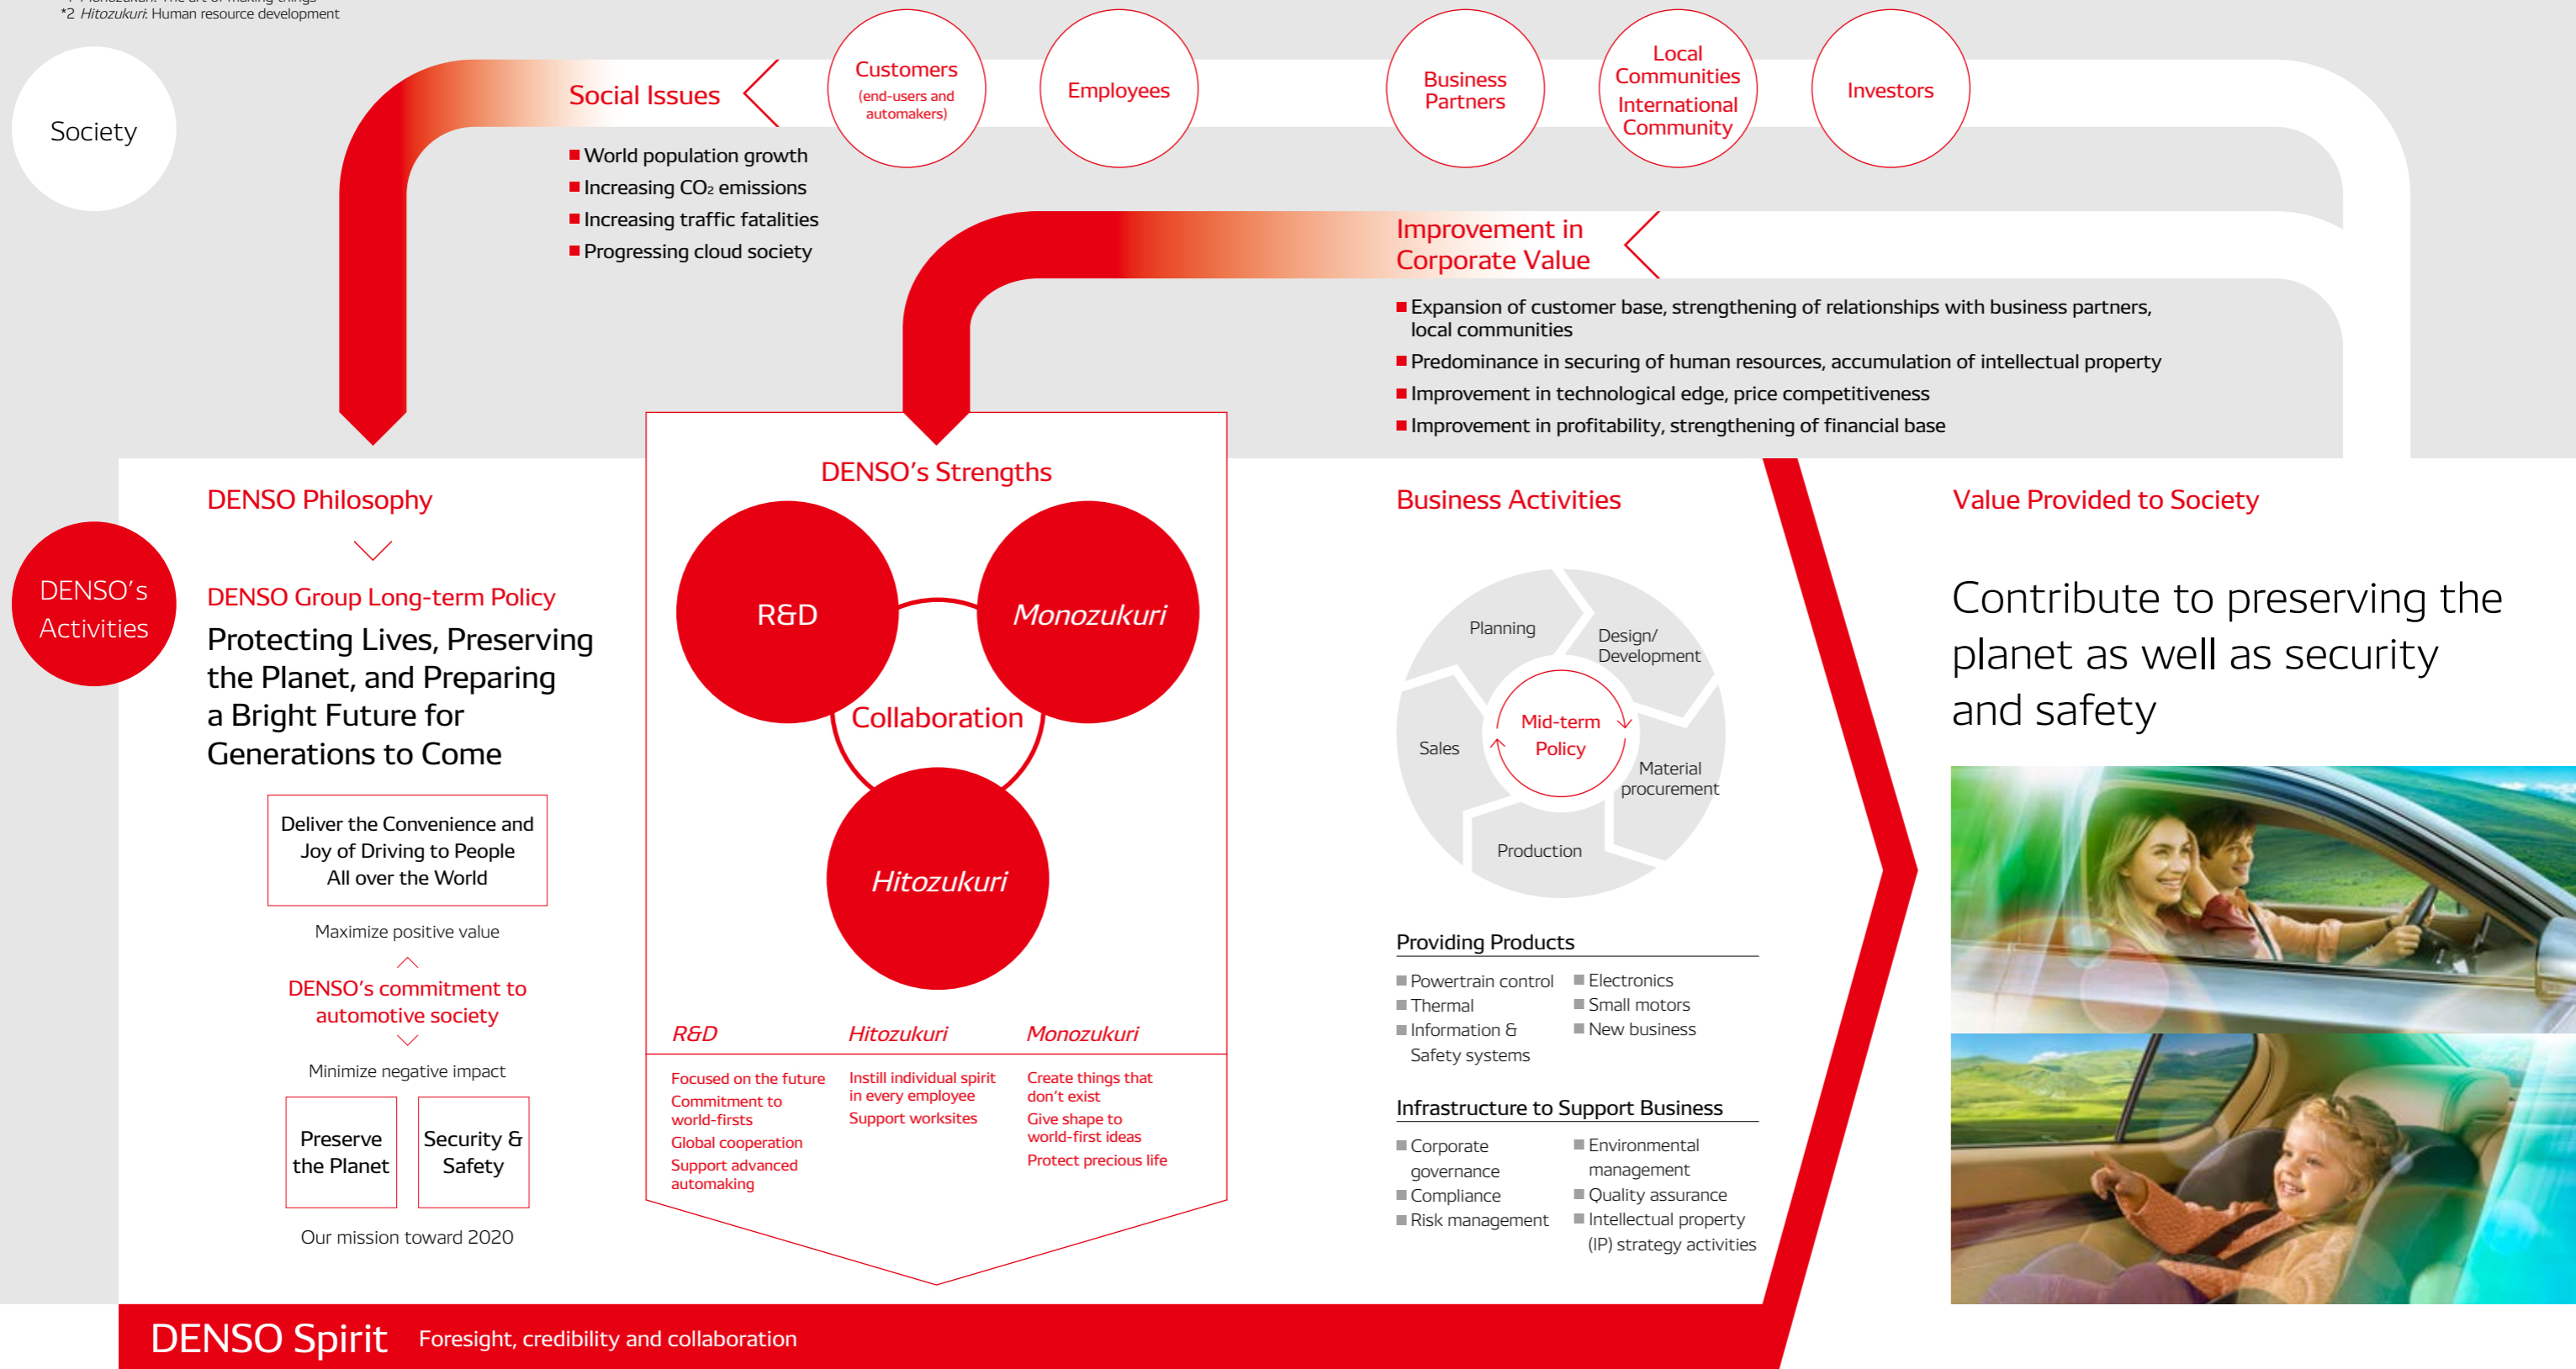 *2 Hitozukuri: Human resource development
Society
Social Issues
World population growth
Increasing CO₂ emissions
Increasing traffic fatalities
Progressing cloud society
Customers
(end-users and
automakers)
Employees
Business
Partners
Local
Communities
International
Community
Investors
Improvement in
Corporate Value
Expansion of customer base, strengthening of relationships with business partners,
local communities
Predominance in securing of human resources, accumulation of intellectual property
Improvement in technological edge, price competitiveness
Improvement in profitability, strengthening of financial base
DENSO's
Activities
DENSO Philosophy
DENSO Group Long-term Policy
Protecting Lives, Preserving
the Planet, and Preparing
a Bright Future for
Generations to Come
Deliver the Convenience and
Joy of Driving to People
All over the World
Maximize positive value
DENSO's commitment to
automotive society
Minimize negative impact
Preserve
the Planet
Security &
Safety
Our mission toward 2020
DENSO's Strengths
R&D
Monozukuri
Collaboration
Hitozukuri
R&D
Focused on the future
Commitment to
world-firsts
Global cooperation
Support advanced
automaking
Hitozukuri
Instill individual spirit
in every employee
Support worksites
Monozukuri
Create things that
don't exist
Give shape to
world-first ideas
Protect precious life
Business Activities
Planning
Design/
Development
Material
procurement
Production
Sales
Mid-term
Policy
Providing Products
Powertrain control
Thermal
Information &
Safety systems
Electronics
Small motors
New business
Infrastructure to Support Business
Corporate
governance
Compliance
Risk management
Environmental
management
Quality assurance
Intellectual property
(IP) strategy activities
Value Provided to Society
Contribute to preserving the
planet as well as security
and safety
DENSO Spirit
Foresight, credibility and collaboration